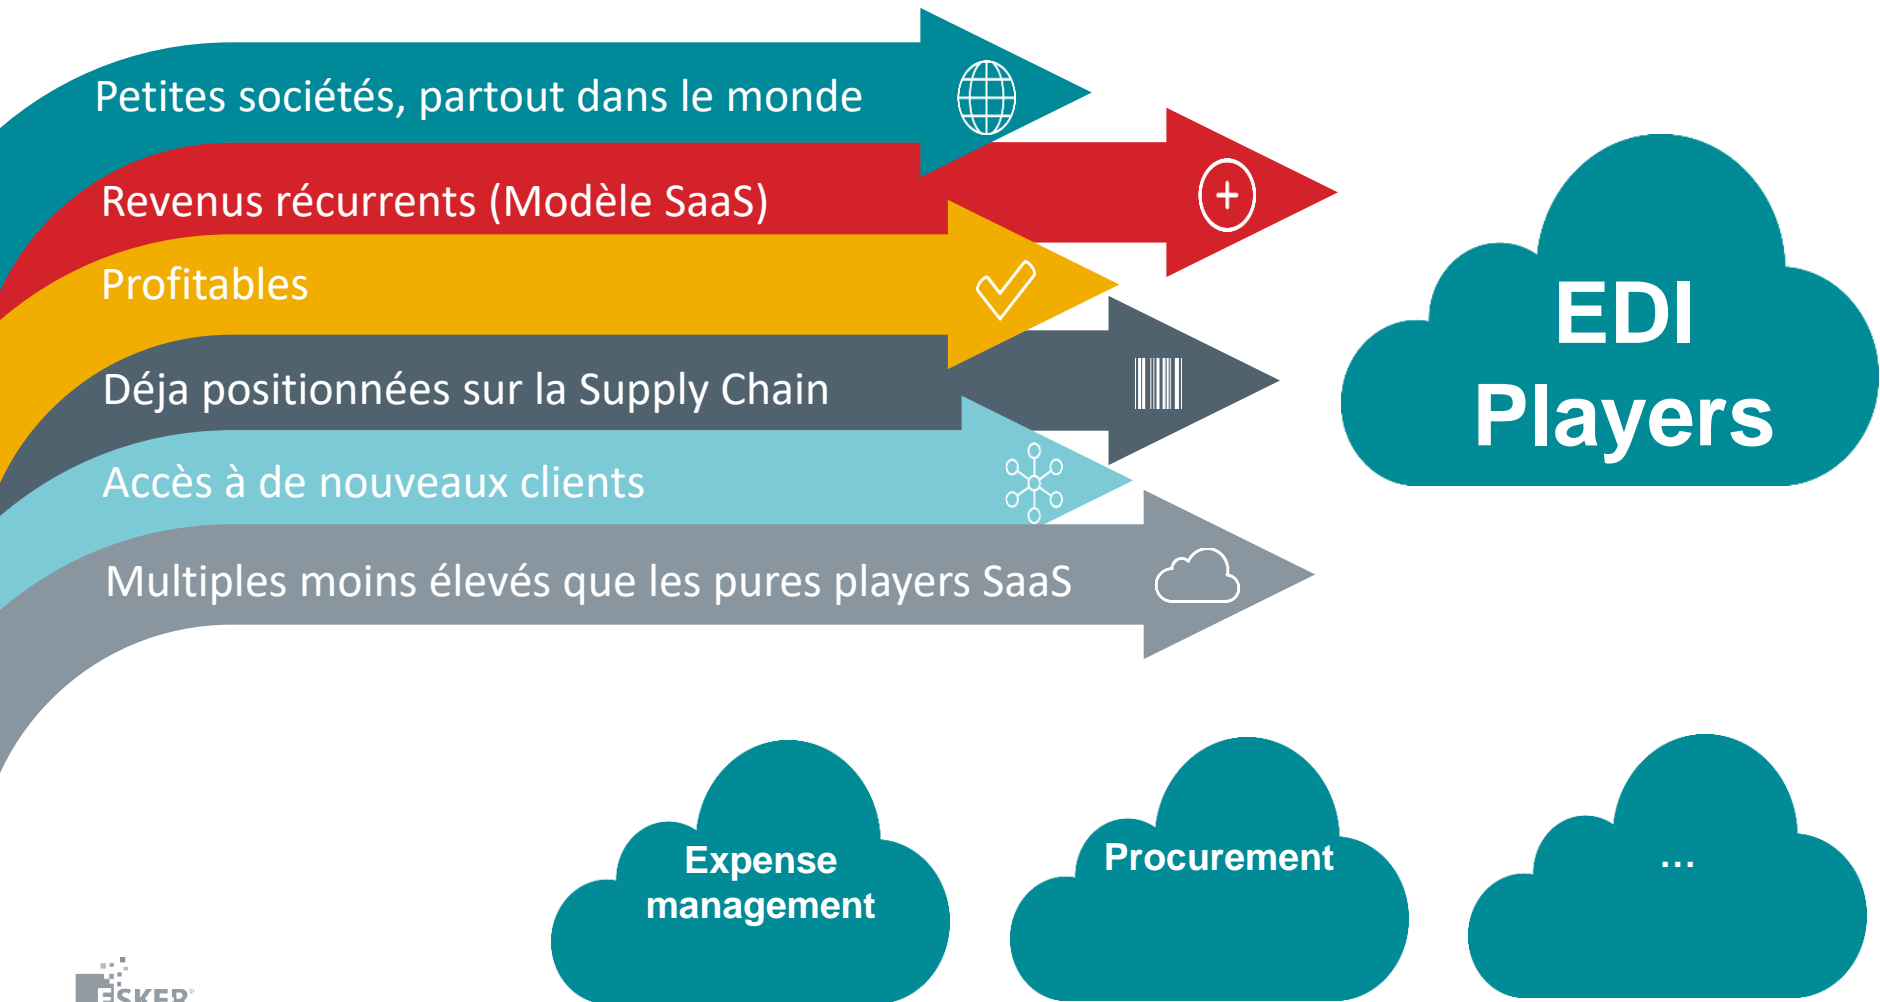 Petites sociétés, partout dans le monde
Revenus récurrents (Modèle SaaS)
Profitables
Déja positionnées sur la Supply Chain
Accès à de nouveaux clients
Multiples moins élevés que les pures players SaaS
EDI
Players
Expense
management
Procurement
...
ESKER